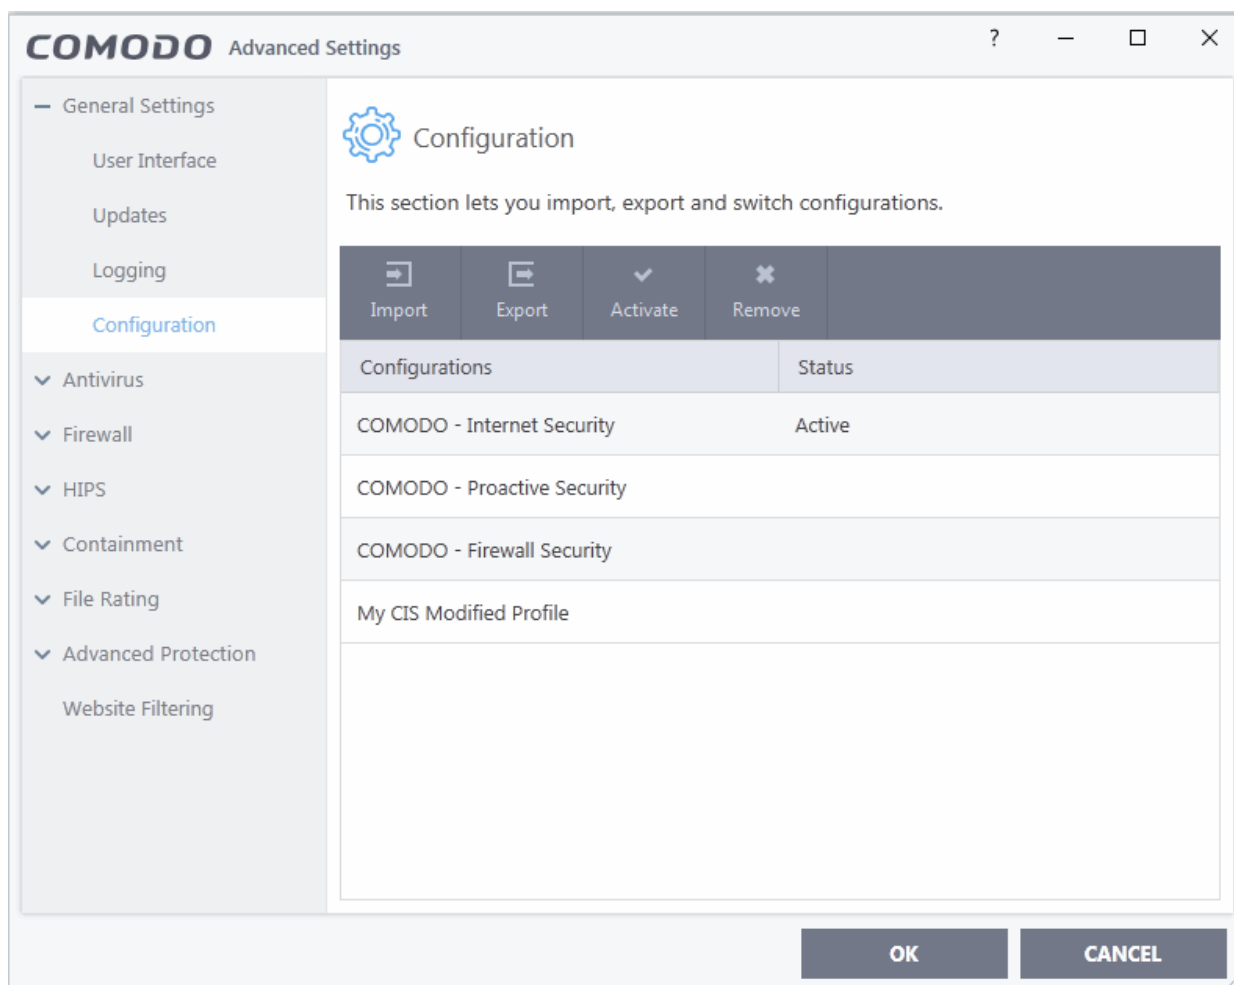 COMODO Advanced Settings ?
General Settings
User Interface
Updates
Logging
Configuration
Antivirus
Firewall
HIPS
Containment
File Rating
Advanced Protection
Website Filtering
Configuration
This section lets you import, export and switch configurations.
Import Export Activate Remove
Configurations Status
COMODO - Internet Security Active
COMODO - Proactive Security
COMODO - Firewall Security
My CIS Modified Profile
OK CANCEL